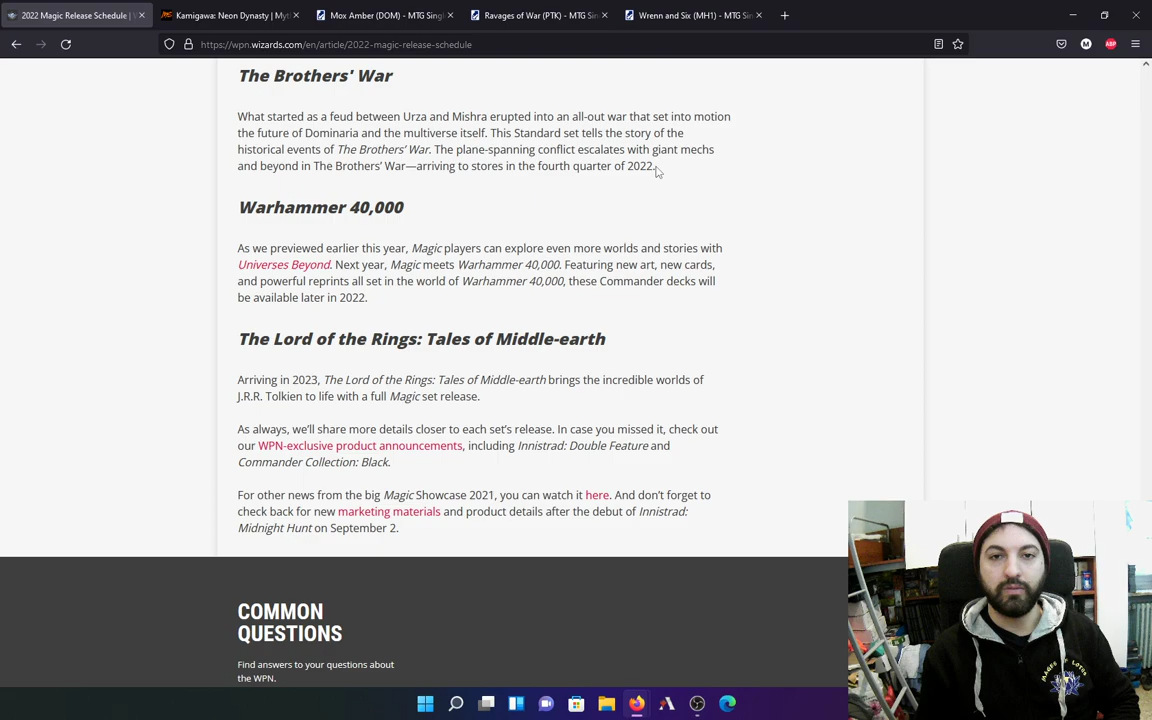 2022 Magic Release Schedule |
Kamigawa: Neon Dynasty | Myt
Mox Amber (DOM) - MTG Singl
Ravages of War (PTK) - MTG Sin
Wrenn and Six (MH1) - MTG Sin
https://wpn.wizards.com/en/article/2022-magic-release-schedule
M
ABP
The Brothers' War
What started as a feud between Urza and Mishra erupted into an all-out war that set into motion
the future of Dominaria and the multiverse itself. This Standard set tells the story of the
historical events of The Brothers' War. The plane-spanning conflict escalates with giant mechs
and beyond in The Brothers' War—arriving to stores in the fourth quarter of 2022.
Warhammer 40,000
As we previewed earlier this year, Magic players can explore even more worlds and stories with
Universes Beyond. Next year, Magic meets Warhammer 40,000. Featuring new art, new cards,
and powerful reprints all set in the world of Warhammer 40,000, these Commander decks will
be available later in 2022.
The Lord of the Rings: Tales of Middle-earth
Arriving in 2023, The Lord of the Rings: Tales of Middle-earth brings the incredible worlds of
J.R.R. Tolkien to life with a full Magic set release.
As always, we'll share more details closer to each set's release. In case you missed it, check out
our WPN-exclusive product announcements, including Innistrad: Double Feature and
Commander Collection: Black.
For other news from the big Magic Showcase 2021, you can watch it here. And don't forget to
check back for new marketing materials and product details after the debut of Innistrad:
Midnight Hunt on September 2.
COMMON
QUESTIONS
Find answers to your questions about
the WPN.
MAGES OF LOTUS